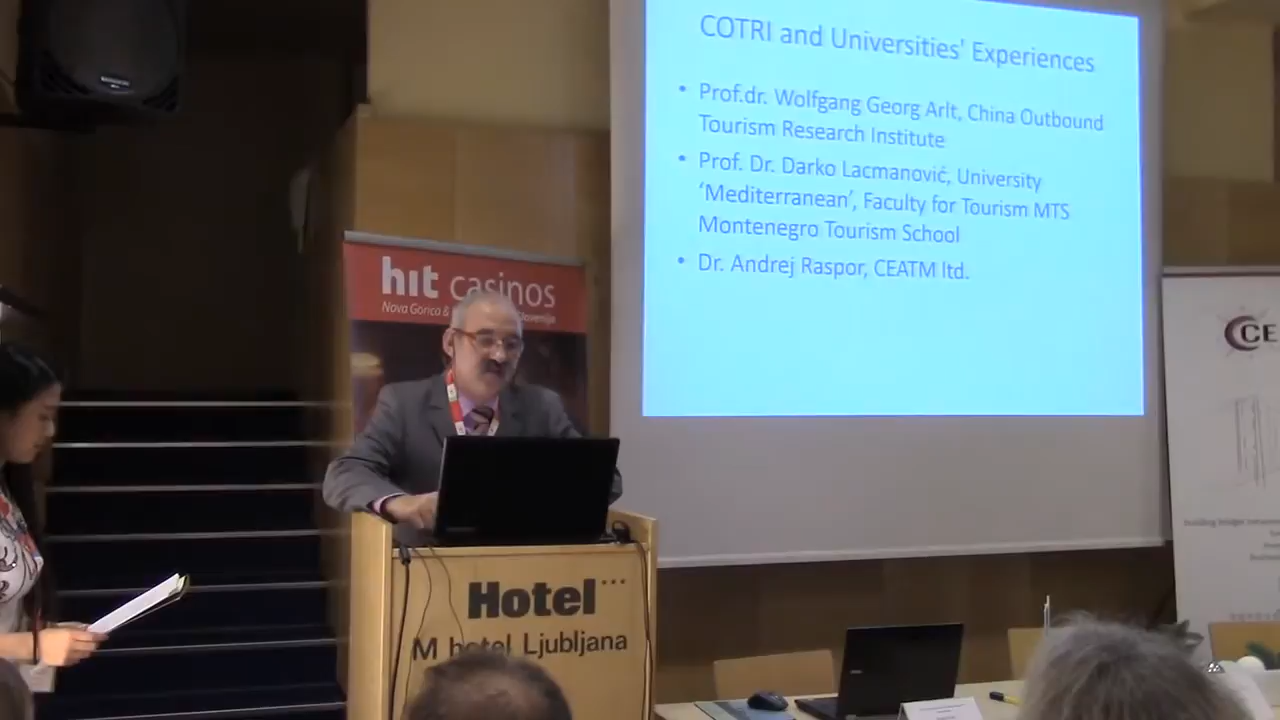 COTRI and Universities' Experiences
• Prof.dr. Wolfgang Georg Arlt, China Outbound
Tourism Research Institute
• Prof. Dr. Darko Lacmanović, University
‘Mediterranean’, Faculty for Tourism MTS
Montenegro Tourism School
• Dr. Andrej Raspor, CEATM ltd.
hit casinos
Nova Gorica &
Slovenija
CE
Hotel***
M hotel Ljubljana